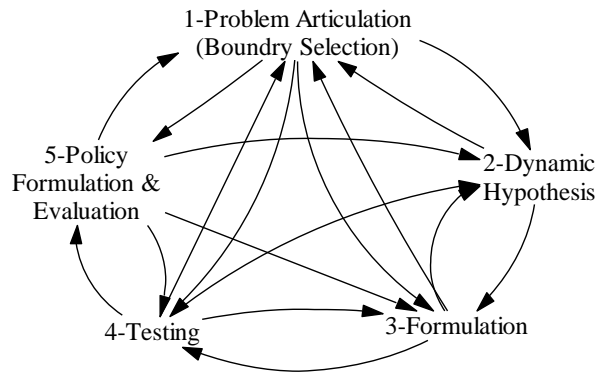 1-Problem Articulation
(Boundry Selection)
2-Dynamic
Hypothesis
3-Formulation
4-Testing
5-Policy
Formulation &
Evaluation